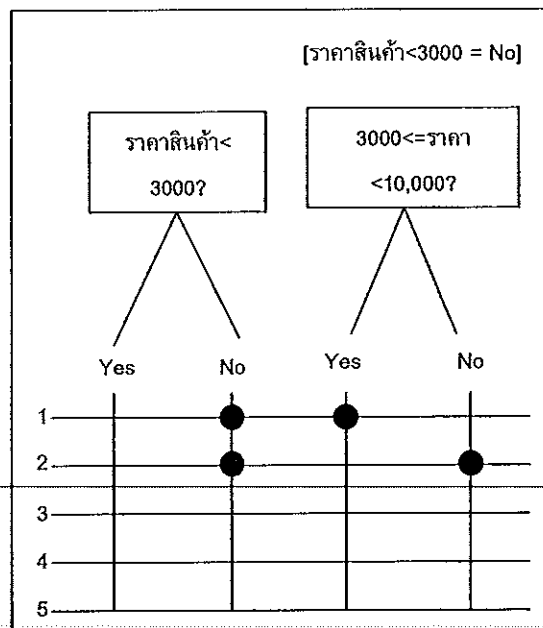 [ราคาสินค้า<3000 = No]
ราคาสินค้า<
3000?
3000<=ราคา
<10,000?
Yes
No
Yes
No
1
2
3
4
5